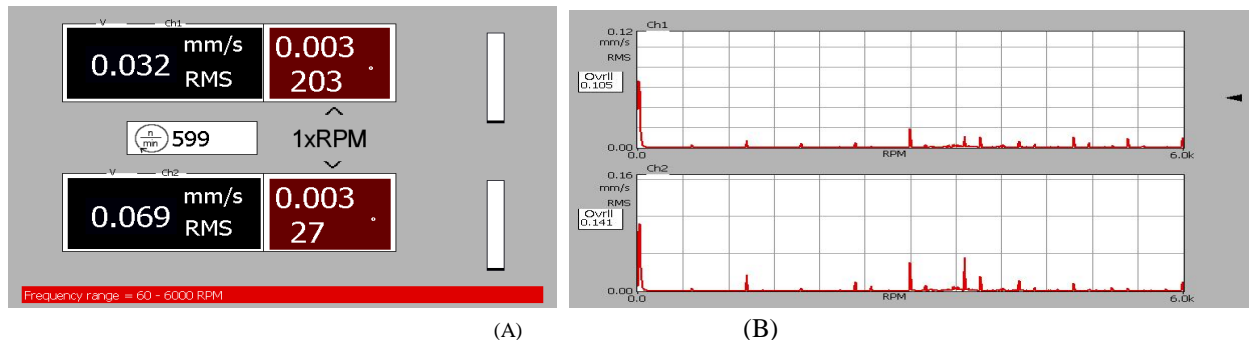 V Ch1
0.032 mm/s RMS
0.003
203 °
n/min 599
1xRPM
V Ch2
0.069 mm/s RMS
0.003
27 °
Frequency range = 60 - 6000 RPM
(A)
Ch1
0.12
mm/s
RMS
Ovrll
0.105
0.00
0.0 RPM 6.0k
Ch2
0.16
mm/s
RMS
Ovrll
0.141
0.00
0.0 RPM 6.0k
(B)